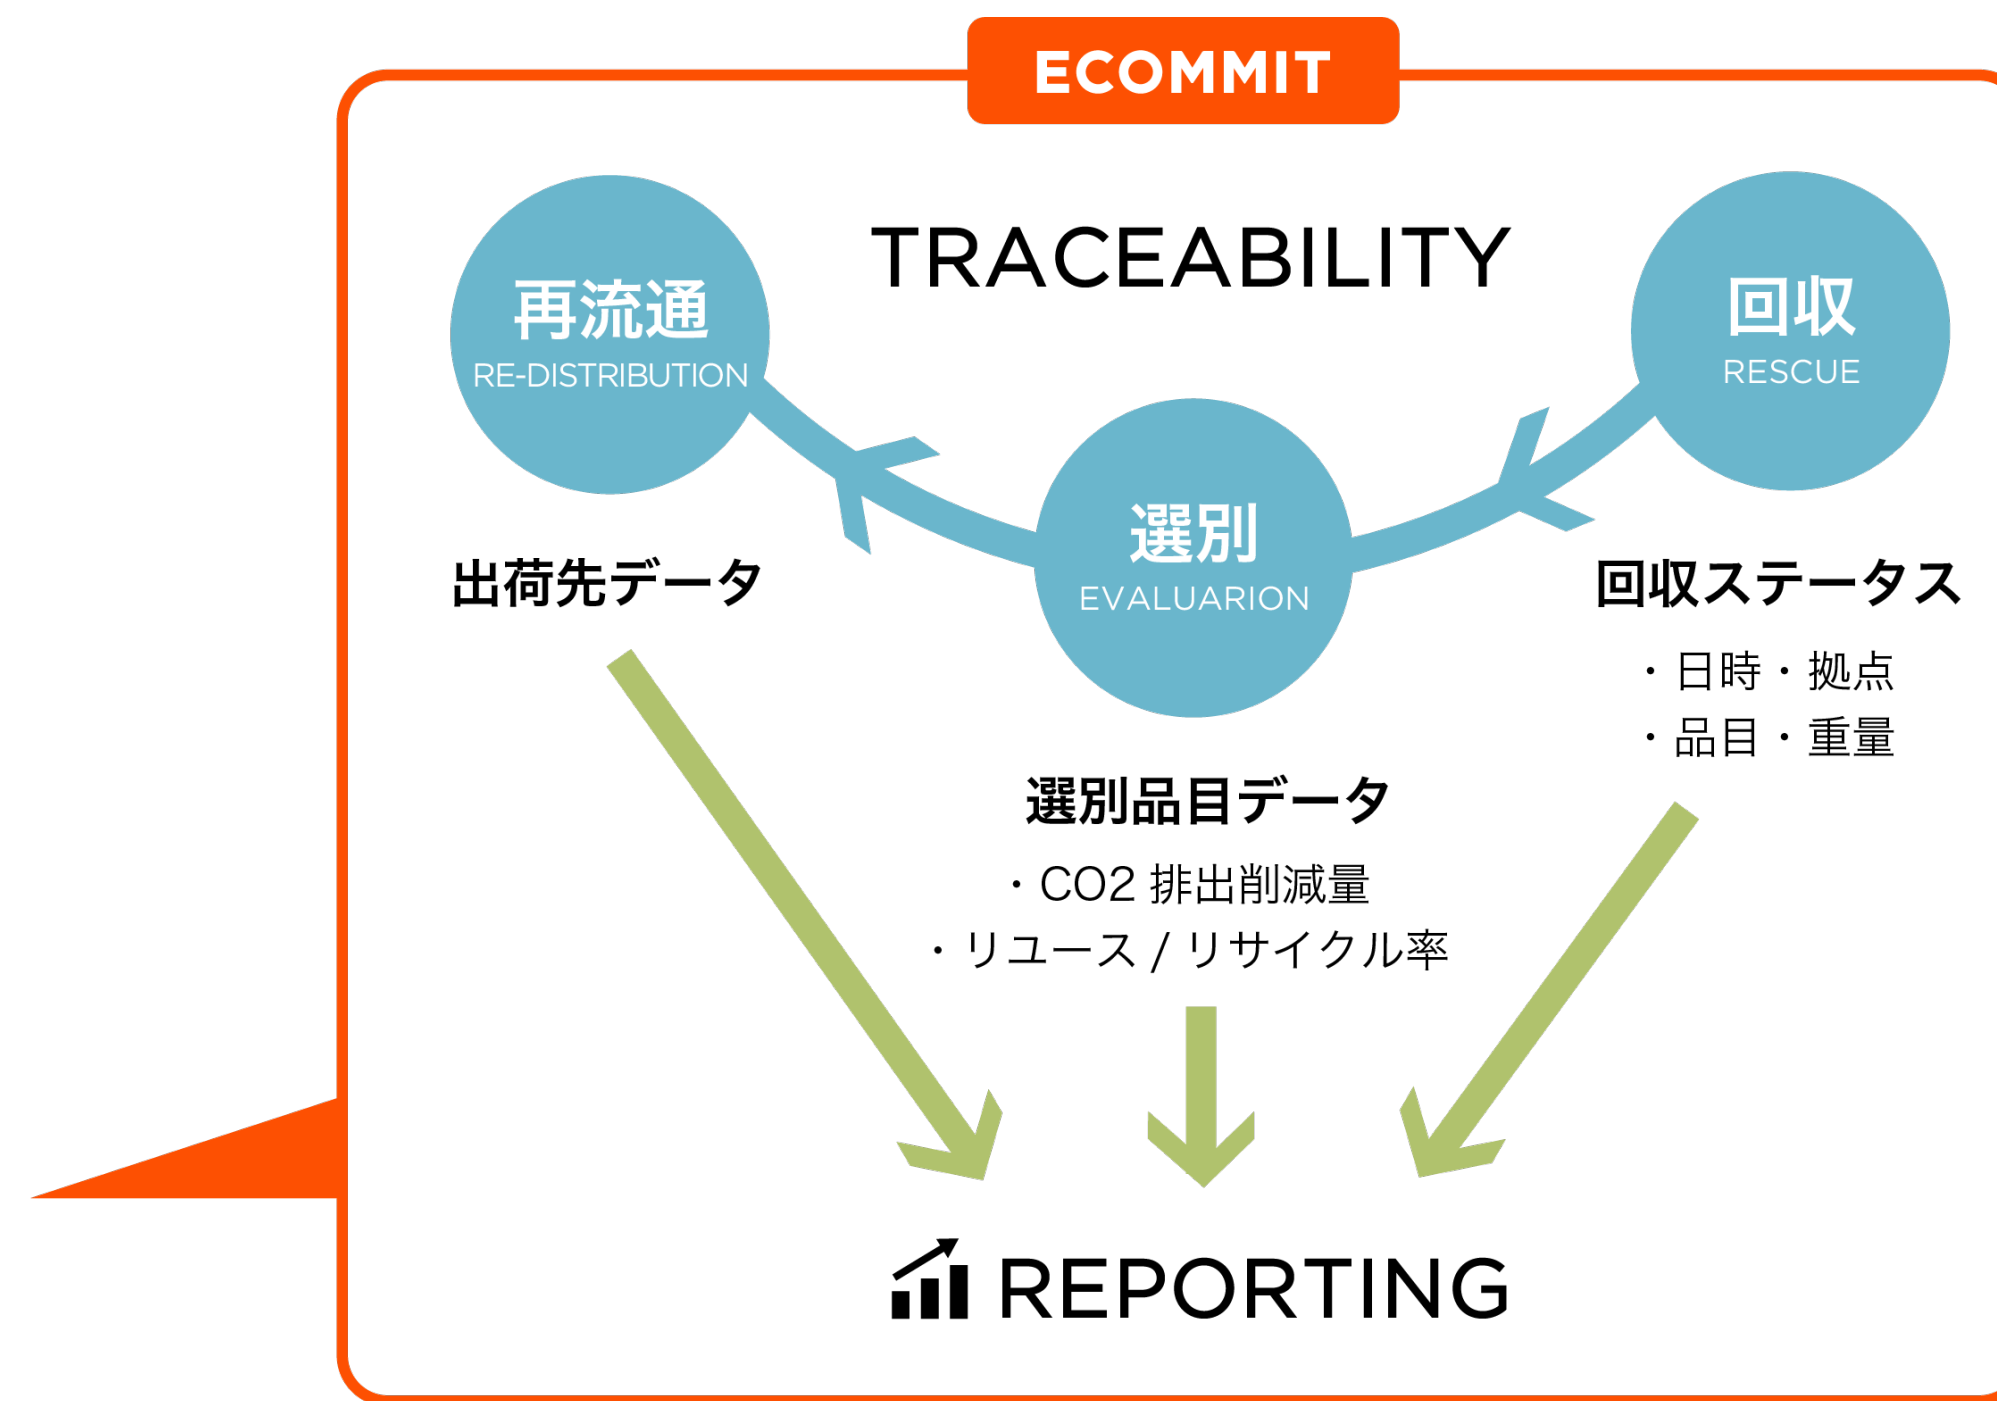 ECOMMIT
TRACEABILITY
再流通
RE-DISTRIBUTION
回収
RESCUE
選別
EVALUARION
出荷先データ
回収ステータス
・日時・拠点
・品目・重量
選別品目データ
・CO2 排出削減量
・リユース / リサイクル率
REPORTING